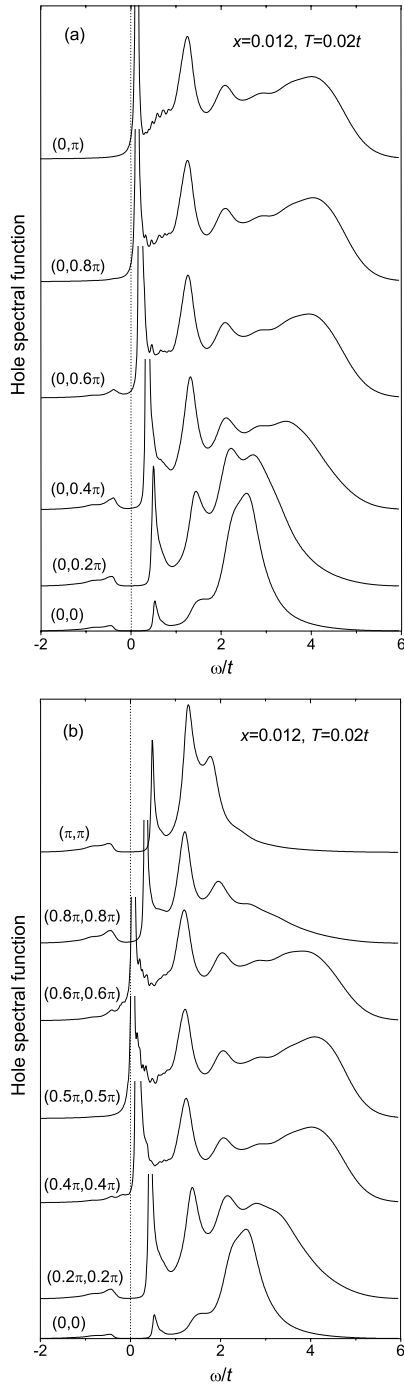 (a)
x=0.012, T=0.02t
(0,π)
(0,0.8π)
(0,0.6π)
(0,0.4π)
(0,0.2π)
(0,0)
Hole spectral function
-2 0 2 4 6
ω/t
(b)
x=0.012, T=0.02t
(π,π)
(0.8π,0.8π)
(0.6π,0.6π)
(0.5π,0.5π)
(0.4π,0.4π)
(0.2π,0.2π)
(0,0)
Hole spectral function
-2 0 2 4 6
ω/t